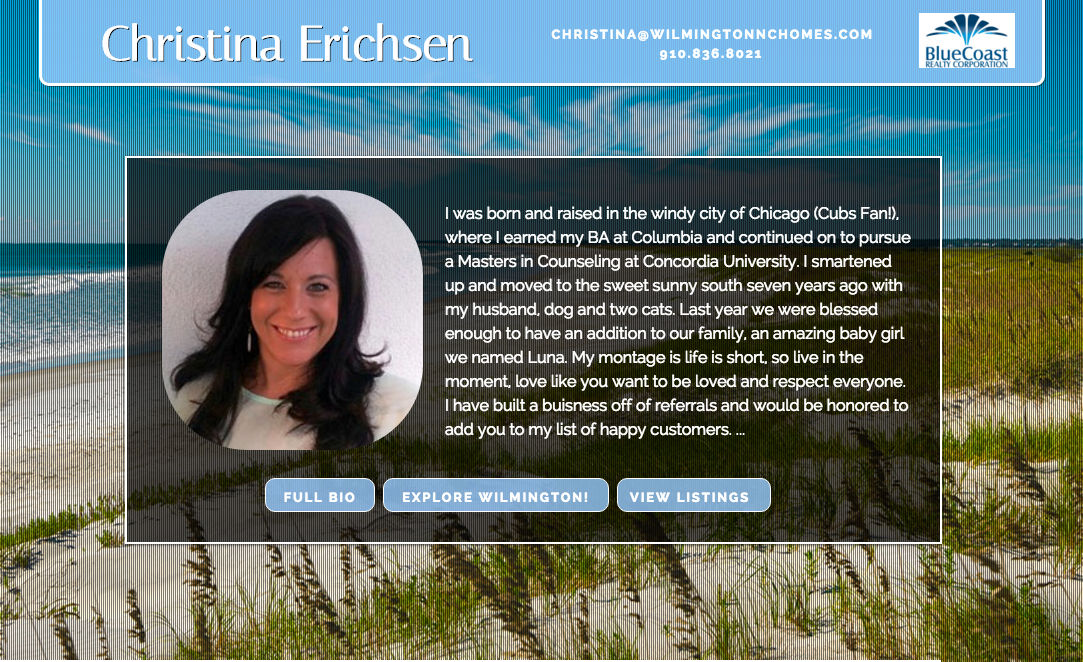 Christina Erichsen
CHRISTINA@WILMINGTONNCHOMES.COM
910.836.8021
BlueCoast
REALTY CORPORATION
I was born and raised in the windy city of Chicago (Cubs Fan!),
where I earned my BA at Columbia and continued on to pursue
a Masters in Counseling at Concordia University. I smartened
up and moved to the sweet sunny south seven years ago with
my husband, dog and two cats. Last year we were blessed
enough to have an addition to our family, an amazing baby girl
we named Luna. My montage is life is short, so live in the
moment, love like you want to be loved and respect everyone.
I have built a buisness off of referrals and would be honored to
add you to my list of happy customers. ...
FULL BIO
EXPLORE WILMINGTON!
VIEW LISTINGS